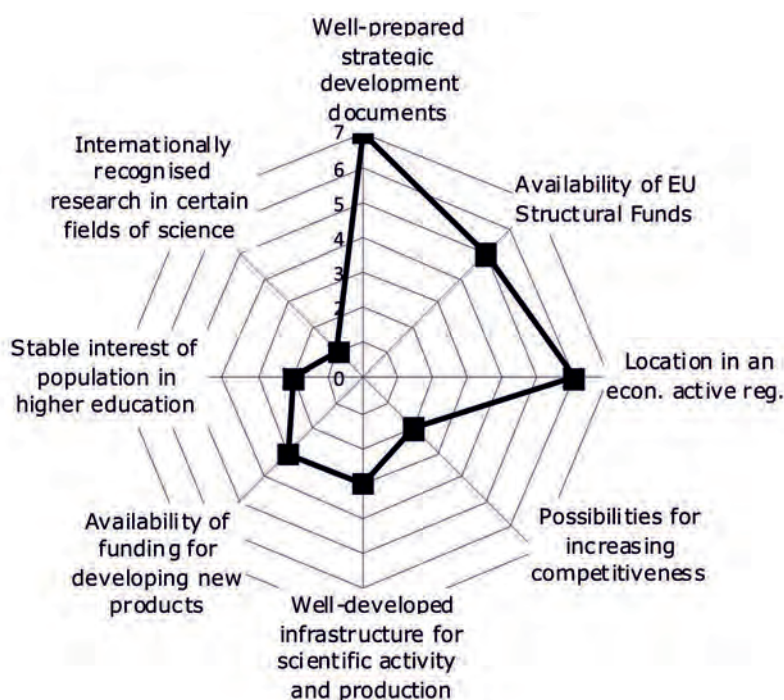 Well-prepared
strategic
development
documents
Internationally
recognised
research in certain
fields of science
Availability of EU
Structural Funds
Stable interest of
population in
higher education
Location in an
econ. active reg.
Availability of
funding for
developing new
products
Possibilities for
increasing
competitiveness
Well-developed
infrastructure for
scientific activity
and production
7
6
5
4
3
2
0